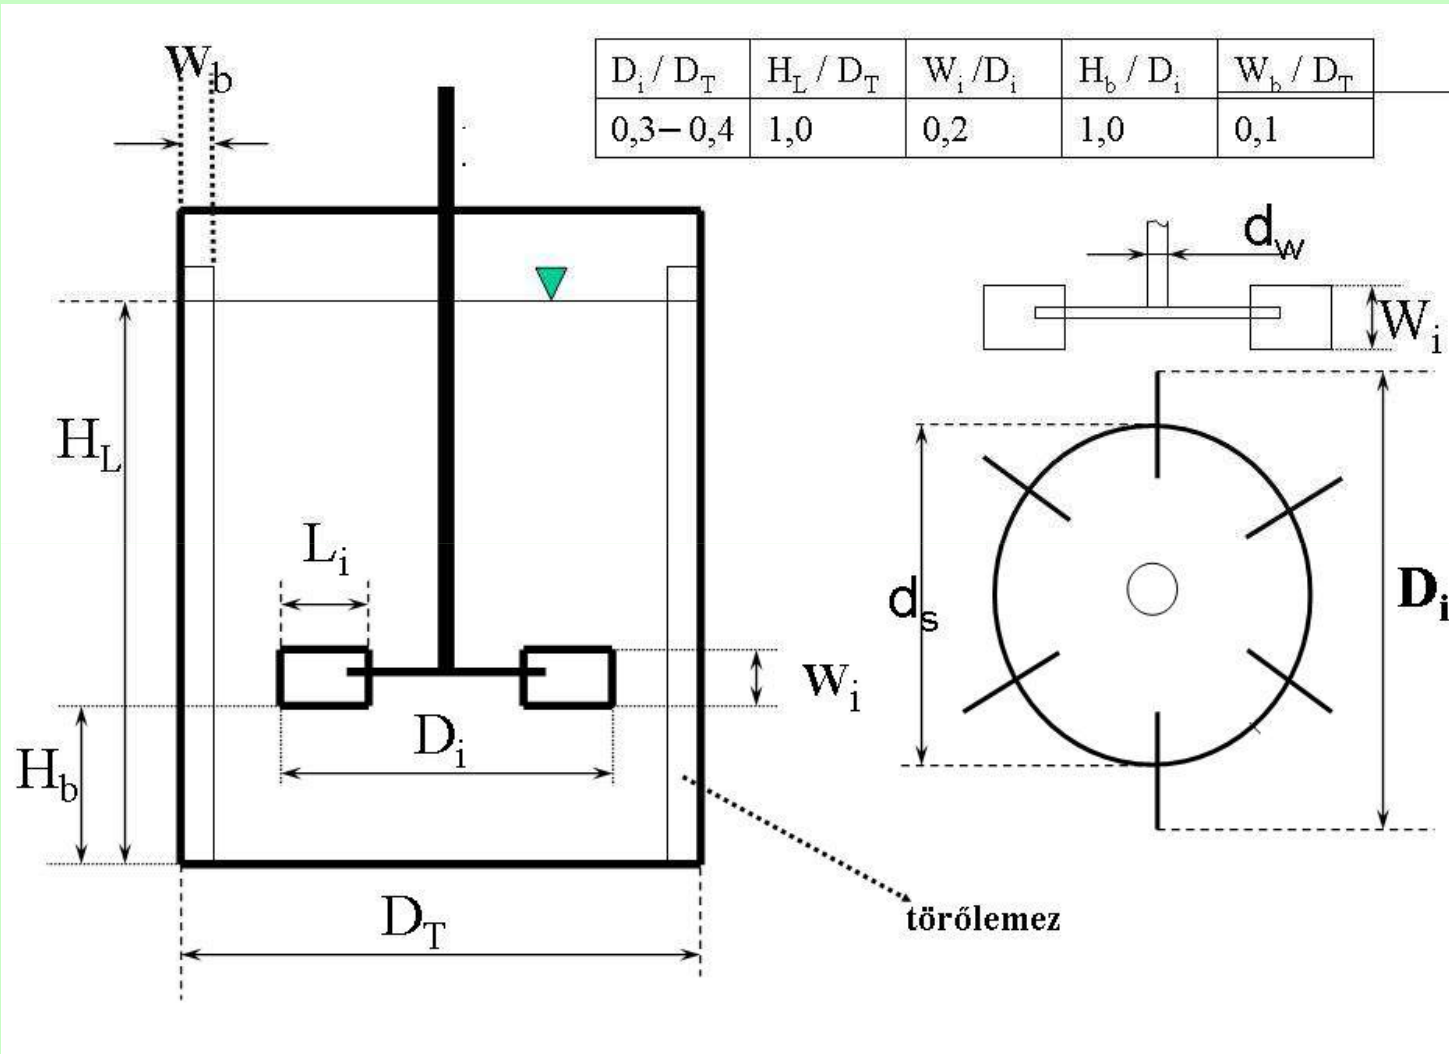 W_b
D_i / D_T H_L / D_T W_i /D_i H_b / D_i W_b / D_T
0,3– 0,4 1,0 0,2 1,0 0,1
d_w
W_i
H_L
L_i
d_s
D_i
W_i
D_i
H_b
törőlemez
D_T